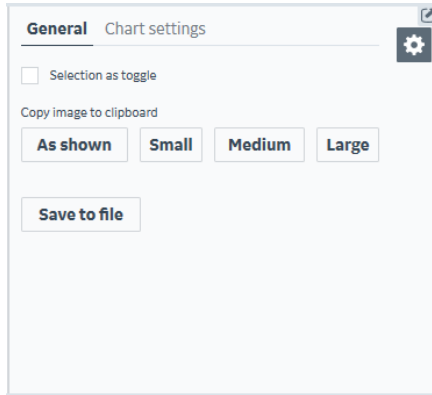 General Chart settings
Selection as toggle
Copy image to clipboard
As shown Small Medium Large
Save to file